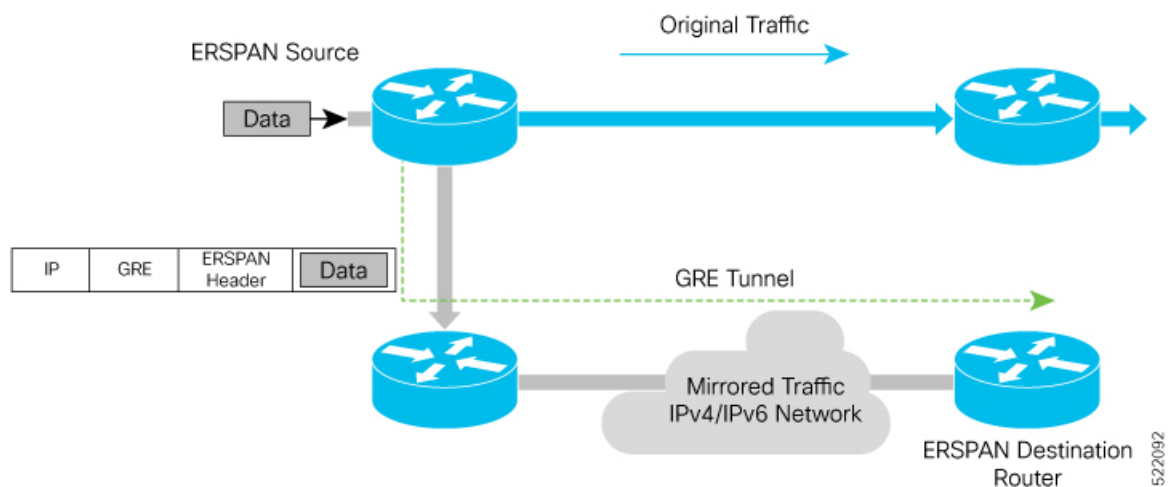 Original Traffic
ERSPAN Source
Data
IP
GRE
ERSPAN
Header
Data
GRE Tunnel
Mirrored Traffic
IPv4/IPv6 Network
ERSPAN Destination
Router
522092